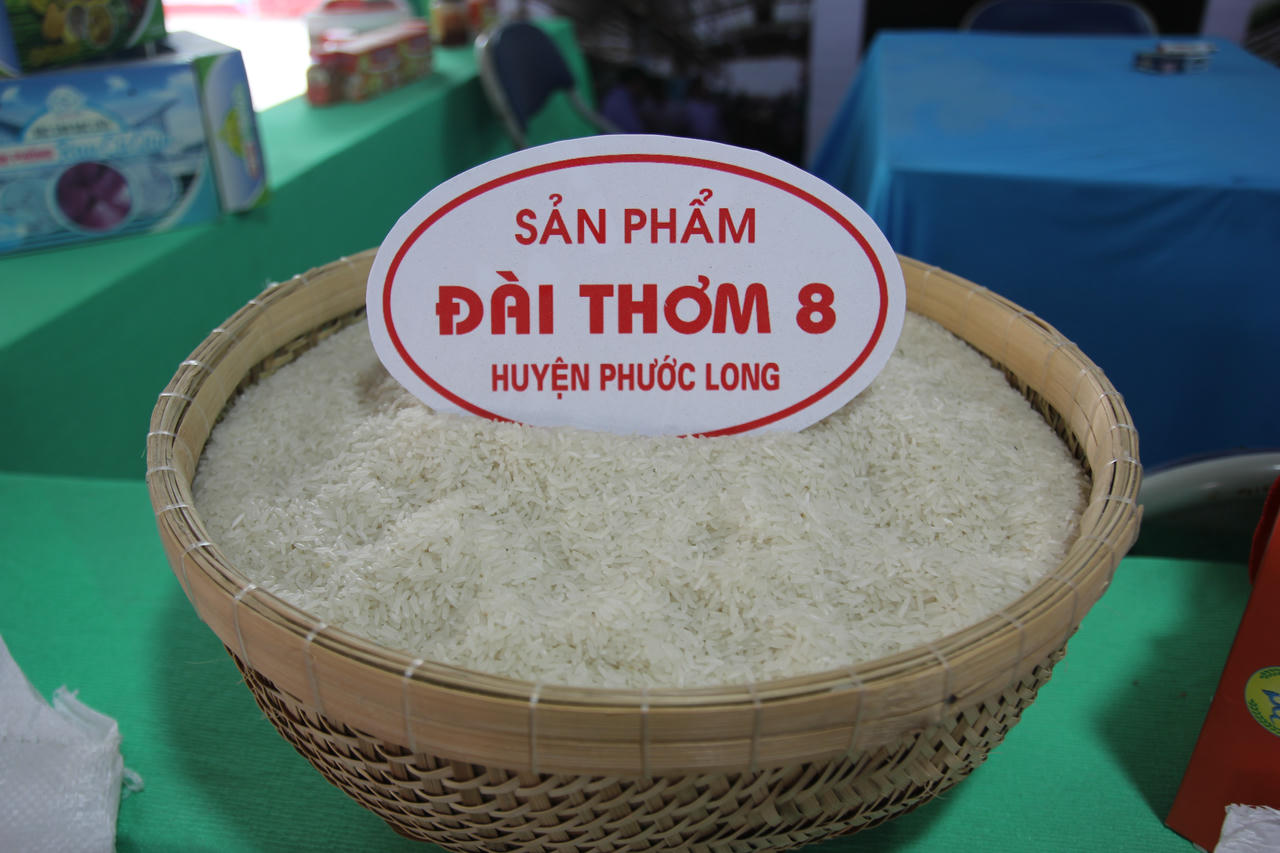 SẢN PHẨM
ĐÀI THƠM 8
HUYỆN PHƯỚC LONG